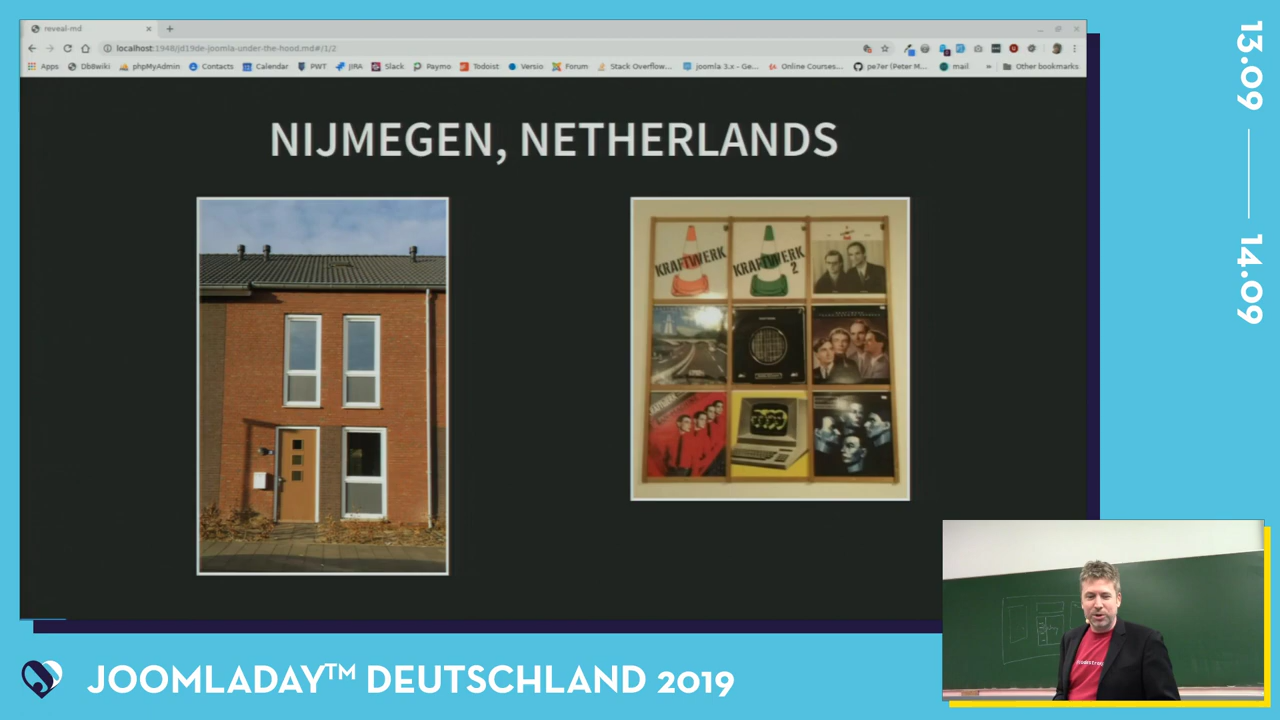 reveal-md
localhost:1948/jd19de-joomla-under-the-hood.md#/1/2
Apps Db8wiki phpMyAdmin Contacts Calendar PWT JIRA Slack Paymo Todoist Versio Forum Stack Overflow... joomla 3.x - Ge... Online Courses... pe7er (Peter M... mail » Other bookmarks
NIJMEGEN, NETHERLANDS
KRAFTWERK
KRAFTWERK
2
KRAFTWERK
13.09
14.09
JOOMLADAY™ DEUTSCHLAND 2019